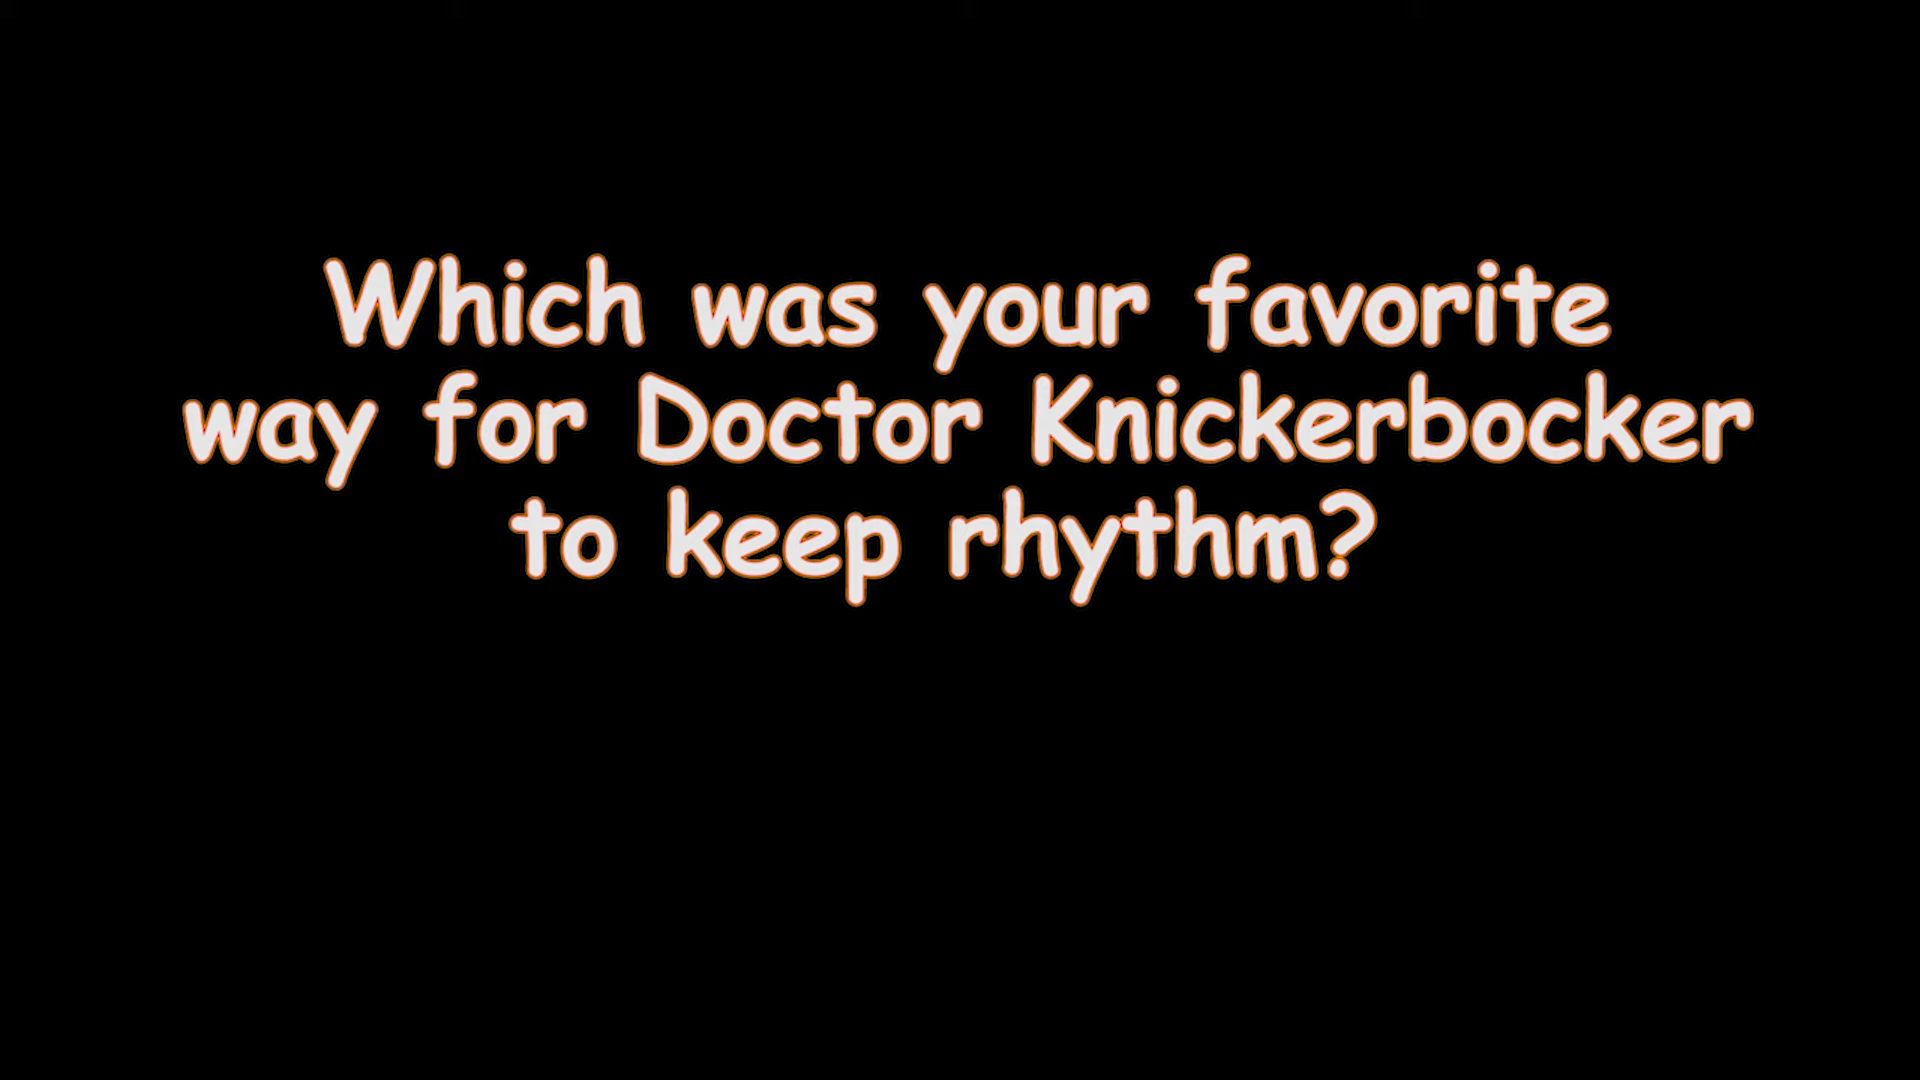 Which was your favorite
way for Doctor Knickerbocker
to keep rhythm?